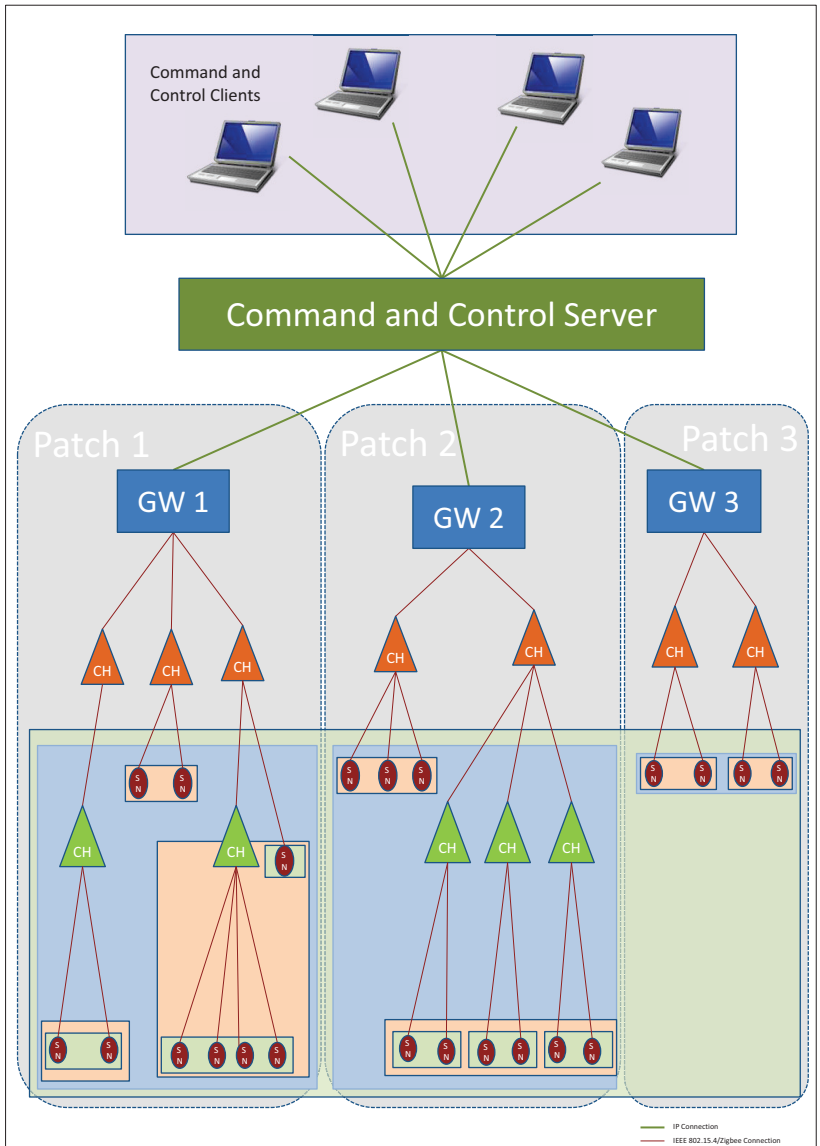 Command and
Control Clients
Command and Control Server
Patch 1
Patch 2
Patch 3
GW 1
GW 2
GW 3
CH
CH
CH
CH
CH
CH
CH
S
N
S
N
S
N
S
N
S
N
S
N
S
N
S
N
S
N
CH
CH
CH
CH
CH
S
N
S
N
S
N
S
N
S
N
S
N
S
N
S
N
S
N
S
N
S
N
S
N
S
N
IP Connection
IEEE 802.15.4/Zigbee Connection